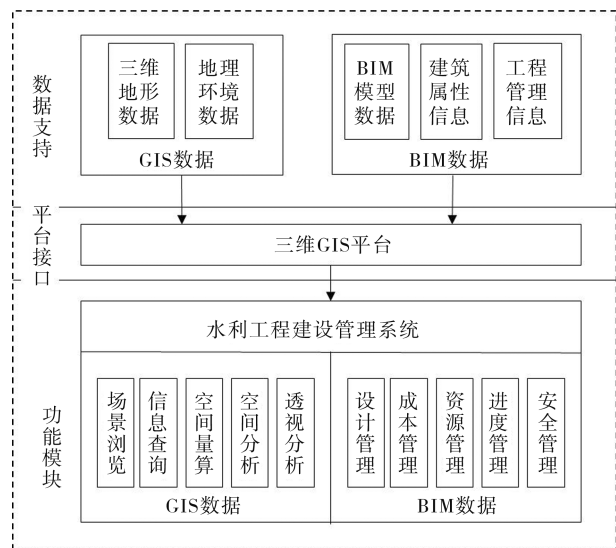 数据支持
三维地形数据
地理环境数据
GIS数据
BIM模型数据
建筑属性信息
工程管理信息
BIM数据
平台接口
三维GIS平台
功能模块
水利工程建设管理系统
场景浏览
信息查询
空间量算
空间分析
透视分析
GIS数据
设计管理
成本管理
资源管理
进度管理
安全管理
BIM数据